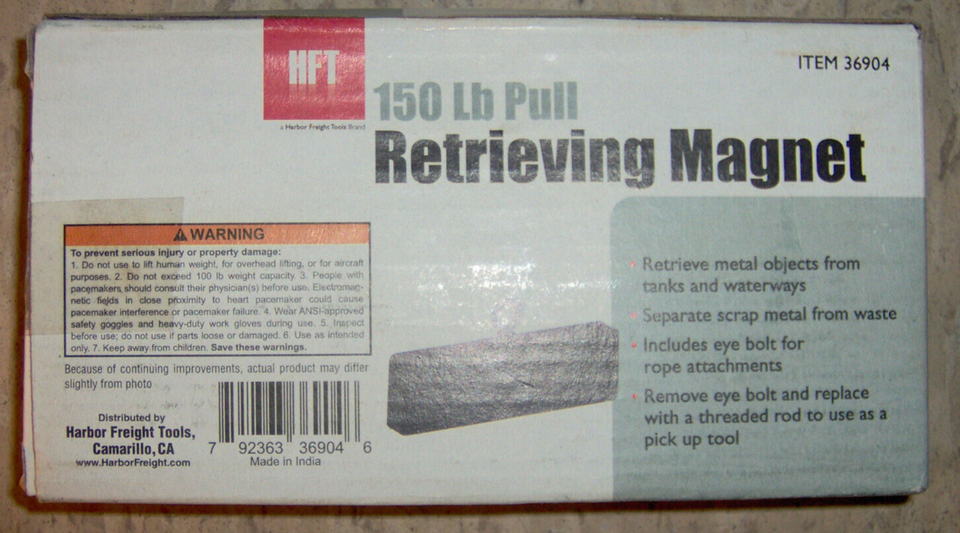 HFT
a Harbor Freight Tools Brand
ITEM 36904
150 Lb Pull
Retrieving Magnet
WARNING
To prevent serious injury or property damage:
1. Do not use to lift human weight, for overhead lifting, or for aircraft
purposes. 2. Do not exceed 100 lb weight capacity. 3. People with
pacemakers should consult their physician(s) before use. Electromag-
netic fields in close proximity to heart pacemaker could cause
pacemaker interference or pacemaker failure. 4. Wear ANSI-approved
safety goggles and heavy-duty work gloves during use. 5. Inspect
before use; do not use if parts loose or damaged. 6. Use as intended
only. 7. Keep away from children. Save these warnings.
Because of continuing improvements, actual product may differ
slightly from photo
Distributed by
Harbor Freight Tools,
Camarillo, CA
www.HarborFreight.com
7 92363 36904 6
Made in India
• Retrieve metal objects from
tanks and waterways
• Separate scrap metal from waste
• Includes eye bolt for
rope attachments
• Remove eye bolt and replace
with a threaded rod to use as a
pick up tool